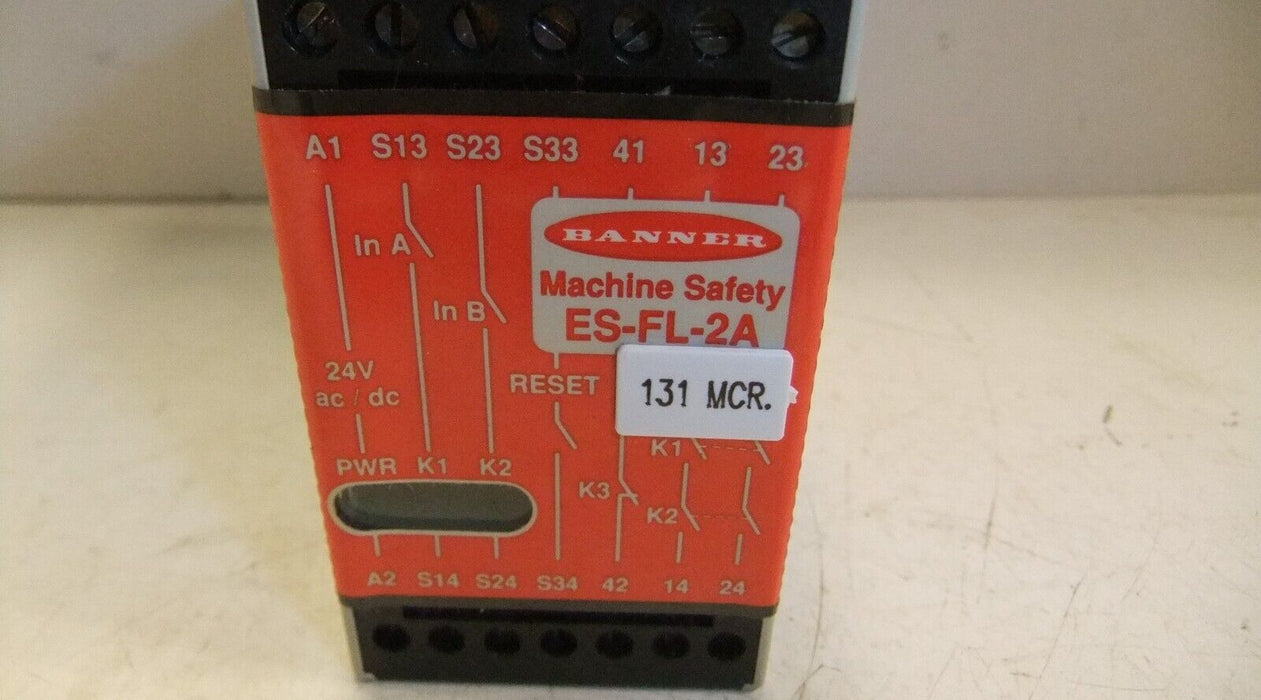 A1 S13 S23 S33 41 13 23
BANNER
In A
Machine Safety
In B
ES-FL-2A
24V
ac / dc
RESET
131 MCR.
PWR K1 K2
K1
K3
K2
A2 S14 S24 S34 42 14 24